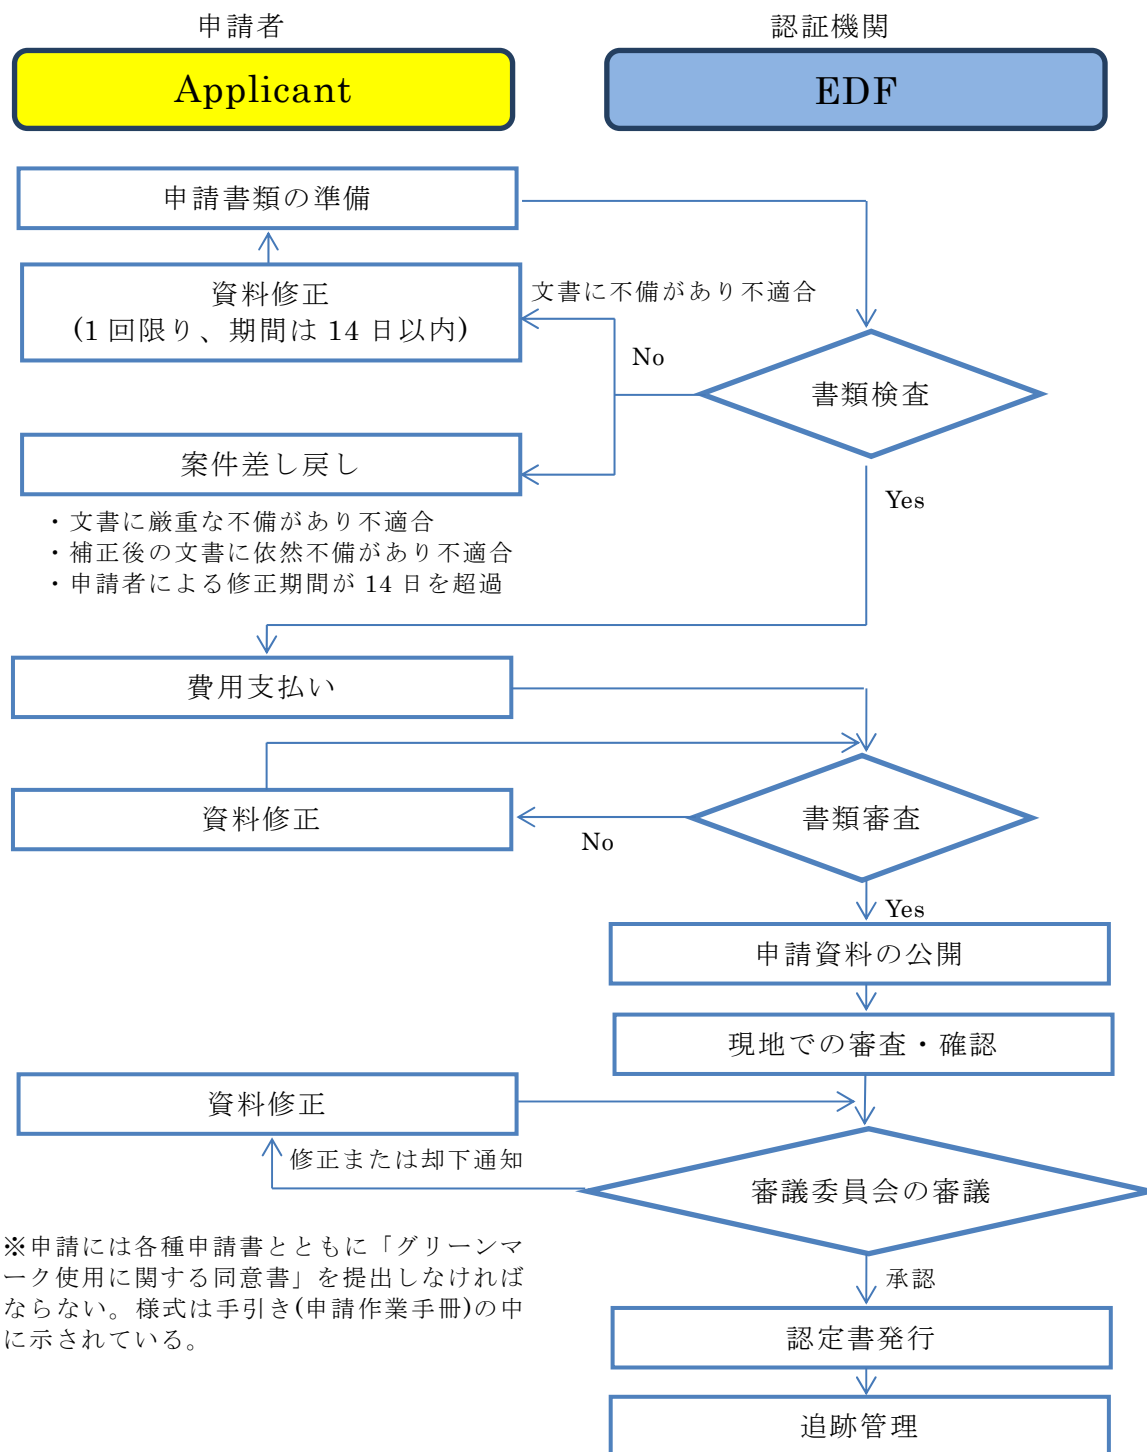 申請者
認証機関
Applicant
EDF
申請書類の準備
資料修正
(1回限り、期間は14日以内)
文書に不備があり不適合
No
書類検査
案件差し戻し
Yes
・文書に厳重な不備があり不適合
・補正後の文書に依然不備があり不適合
・申請者による修正期間が14日を超過
費用支払い
資料修正
書類審査
No
Yes
申請資料の公開
現地での審査・確認
資料修正
修正または却下通知
審議委員会の審議
※申請には各種申請書とともに「グリーンマ
ーク使用に関する同意書」を提出しなければ
ならない。様式は手引き(申請作業手冊)の中
に示されている。
承認
認定書発行
追跡管理